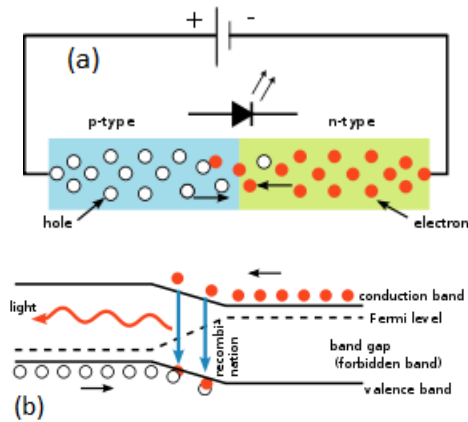 + -
(a)
p-type n-type
hole electron
light
conduction band
Fermi level
recombi
nation
band gap
(forbidden band)
valence band
(b)